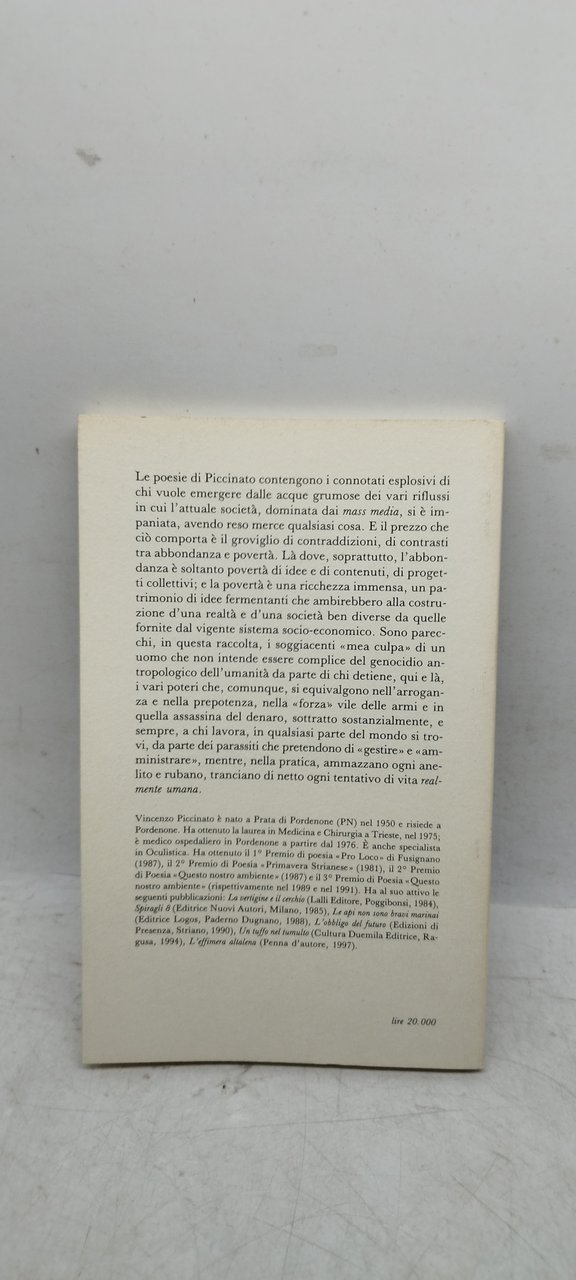 Le poesie di Piccinato contengono i connotati esplosivi di
chi vuole emergere dalle acque grumose dei vari riflussi
in cui l'attuale società, dominata dai mass media, si è im-
paniata, avendo reso merce qualsiasi cosa. E il prezzo che
ciò comporta è il groviglio di contraddizioni, di contrasti
tra abbondanza e povertà. Là dove, soprattutto, l'abbon-
danza è soltanto povertà di idee e di contenuti, di proget-
ti collettivi; e la povertà è una ricchezza immensa, un pa-
trimonio di idee fermentanti che ambirebbero alla costru-
zione d'una realtà e d'una società ben diverse da quelle
fornite dal vigente sistema socio-economico. Sono parec-
chi, in questa raccolta, i soggiacenti «mea culpa» di un
uomo che non intende essere complice del genocidio an-
tropologico dell'umanità da parte di chi detiene, qui e là,
i vari poteri che, comunque, si equivalgono nell'arrogan-
za e nella prepotenza, nella «forza» vile delle armi e in
quella assassina del denaro, sottratto sostanzialmente, e
sempre, a chi lavora, in qualsiasi parte del mondo si tro-
vi, da parte dei parassiti che pretendono di «gestire» e «am-
ministrare», mentre, nella pratica, ammazzano ogni ane-
lito e rubano, tranciano di netto ogni tentativo di vita real-
mente umana.
Vincenzo Piccinato è nato a Prata di Pordenone (PN) nel 1950 e risiede a
Pordenone. Ha ottenuto la laurea in Medicina e Chirurgia a Trieste, nel 1975;
è medico ospedaliero in Pordenone a partire dal 1976. È anche specialista
in Oculistica. Ha ottenuto il 1° Premio di poesia «Pro Loco» di Fusignano
(1987), il 2° Premio di Poesia «Primavera Strianese» (1981), il 2° Premio
di Poesia «Questo nostro ambiente» (1987) e il 3° Premio di Poesia «Questo
nostro ambiente» (rispettivamente nel 1989 e nel 1991). Ha al suo attivo le
seguenti pubblicazioni: La vertigine e il cerchio (Lalli Editore, Poggibonsi, 1984),
Spiragli 8 (Editrice Nuovi Autori, Milano, 1985), Le api non sono bravi marinai
(Editrice Logos, Paderno Dugnano, 1988), L'obbligo del futuro (Edizioni di
Presenza, Striano, 1990), Un tuffo nel tumulto (Cultura Duemila Editrice, Ra-
gusa, 1994), L'effimera altalena (Penna d'autore, 1997).
lire 20.000